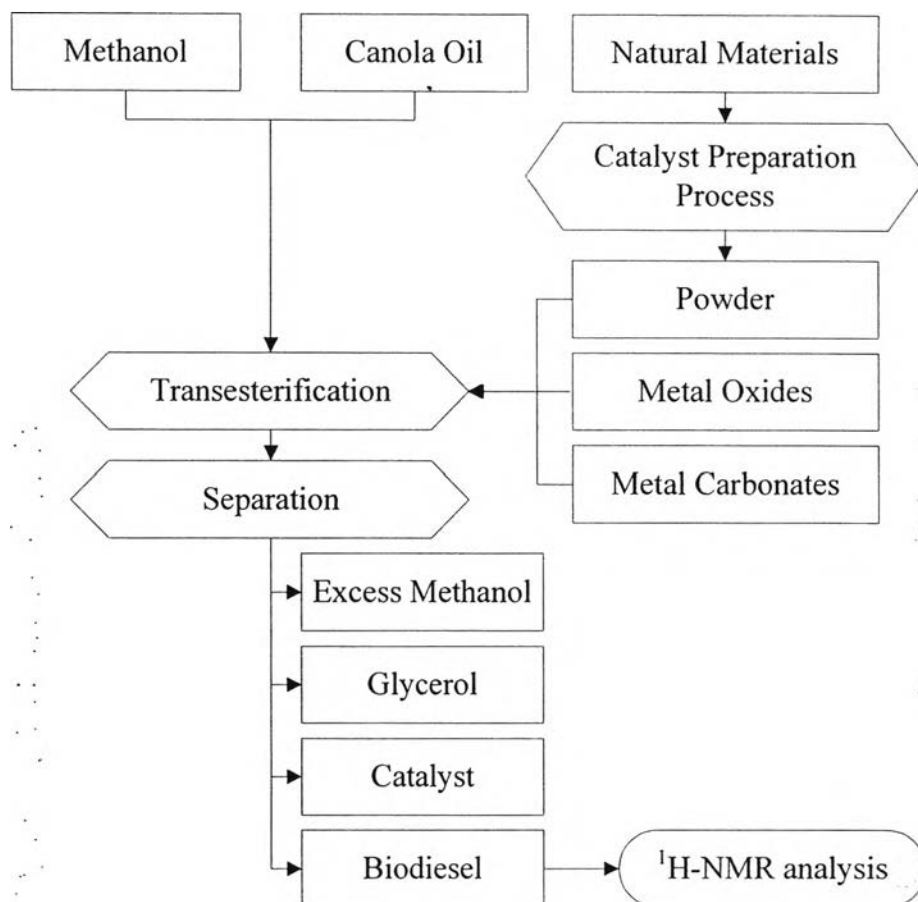 Methanol
Canola Oil
Natural Materials
Catalyst Preparation
Process
Powder
Transesterification
Metal Oxides
Separation
Metal Carbonates
Excess Methanol
Glycerol
Catalyst
Biodiesel
¹H-NMR analysis